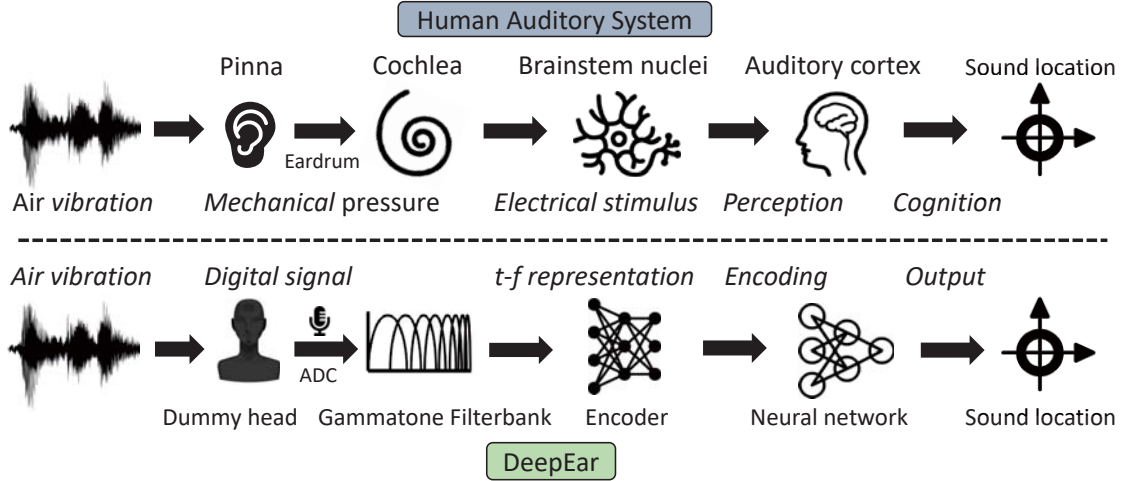 Human Auditory System
Pinna Cochlea Brainstem nuclei Auditory cortex Sound location
Eardrum
Air vibration Mechanical pressure Electrical stimulus Perception Cognition
Air vibration Digital signal t-f representation Encoding Output
ADC
Dummy head Gammatone Filterbank Encoder Neural network Sound location
DeepEar